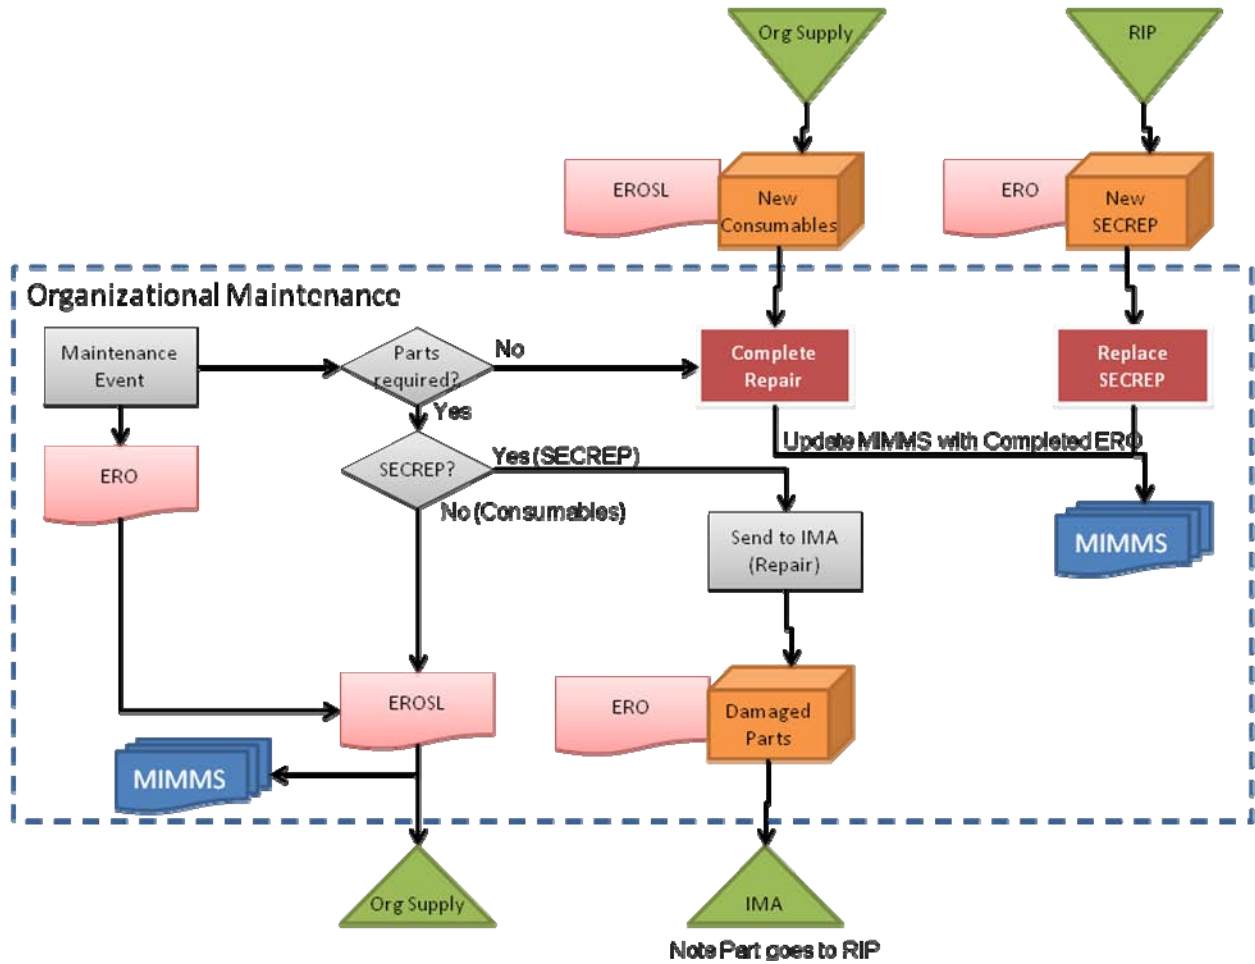 Org Supply
RIP
EROSL
New
Consumables
ERO
New
SECREP
Organizational Maintenance
Maintenance
Event
Parts
required?
No
Complete
Repair
Replace
SECREP
Yes
Update MIMMS with Completed ERO
ERO
SECREP?
Yes (SECREP)
No (Consumables)
Send to IMA
(Repair)
MIMMS
EROSL
ERO
Damaged
Parts
MIMMS
Org Supply
IMA
Note Part goes to RIP